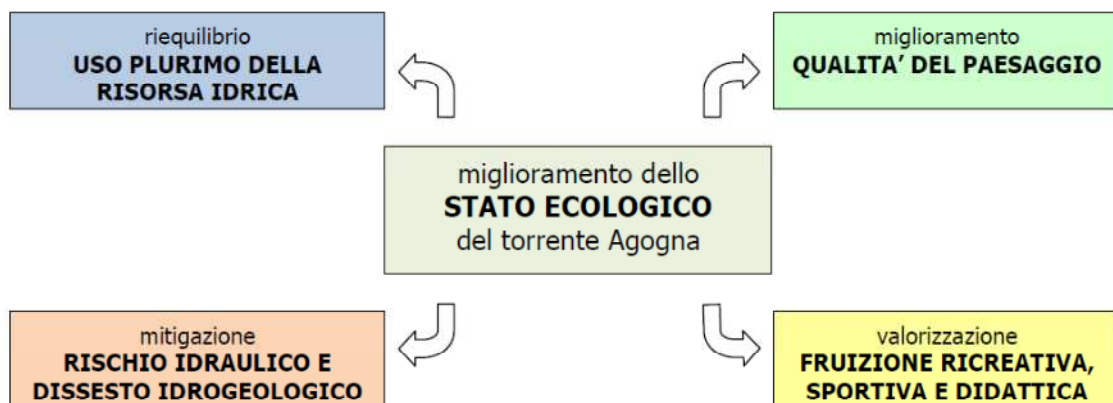 riequilibrio
USO PLURIMO DELLA
RISORSA IDRICA
miglioramento
QUALITA’ DEL PAESAGGIO
miglioramento dello
STATO ECOLOGICO
del torrente Agogna
mitigazione
RISCHIO IDRAULICO E
DISSESTO IDROGEOLOGICO
valorizzazione
FRUIZIONE RICREATIVA,
SPORTIVA E DIDATTICA